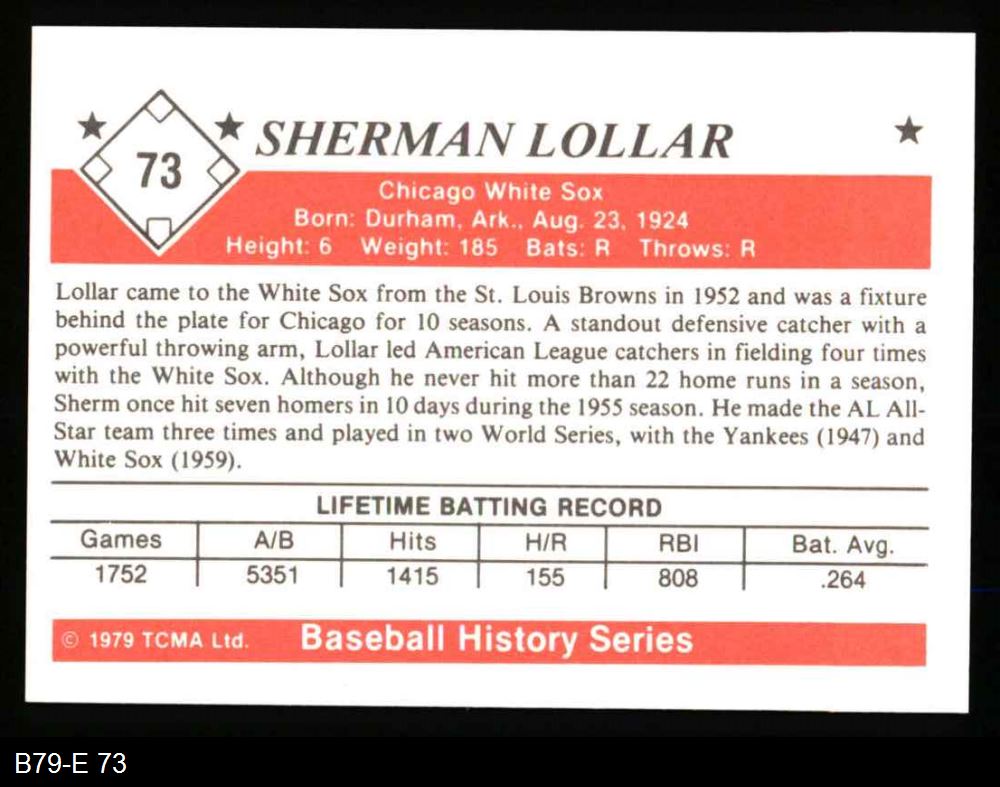 73
SHERMAN LOLLAR
Chicago White Sox
Born: Durham, Ark., Aug. 23, 1924
Height: 6 Weight: 185 Bats: R Throws: R
Lollar came to the White Sox from the St. Louis Browns in 1952 and was a fixture
behind the plate for Chicago for 10 seasons. A standout defensive catcher with a
powerful throwing arm, Lollar led American League catchers in fielding four times
with the White Sox. Although he never hit more than 22 home runs in a season,
Sherm once hit seven homers in 10 days during the 1955 season. He made the AL All-
Star team three times and played in two World Series, with the Yankees (1947) and
White Sox (1959).
LIFETIME BATTING RECORD
Games A/B Hits H/R RBI Bat. Avg.
1752 5351 1415 155 808 .264
© 1979 TCMA Ltd. Baseball History Series
B79-E 73